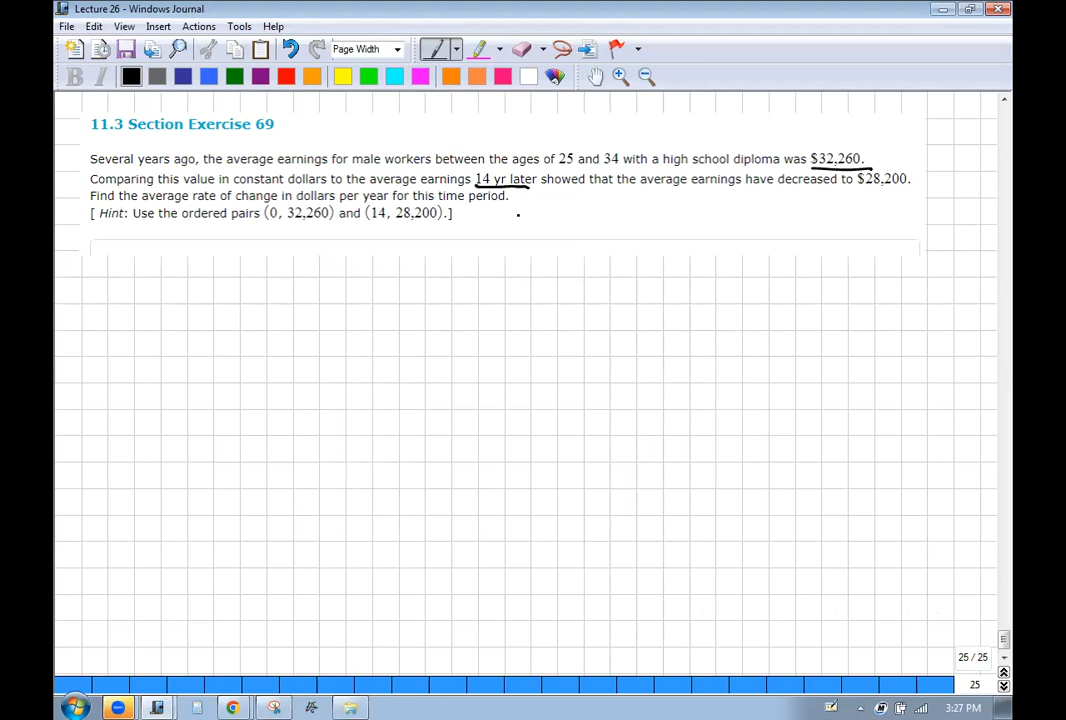 Lecture 26 - Windows Journal
File Edit View Insert Actions Tools Help
Page Width
B I
11.3 Section Exercise 69
Several years ago, the average earnings for male workers between the ages of 25 and 34 with a high school diploma was $32,260.
Comparing this value in constant dollars to the average earnings 14 yr later showed that the average earnings have decreased to $28,200.
Find the average rate of change in dollars per year for this time period.
[ Hint: Use the ordered pairs (0, 32,260) and (14, 28,200).]
25 / 25
25
3:27 PM